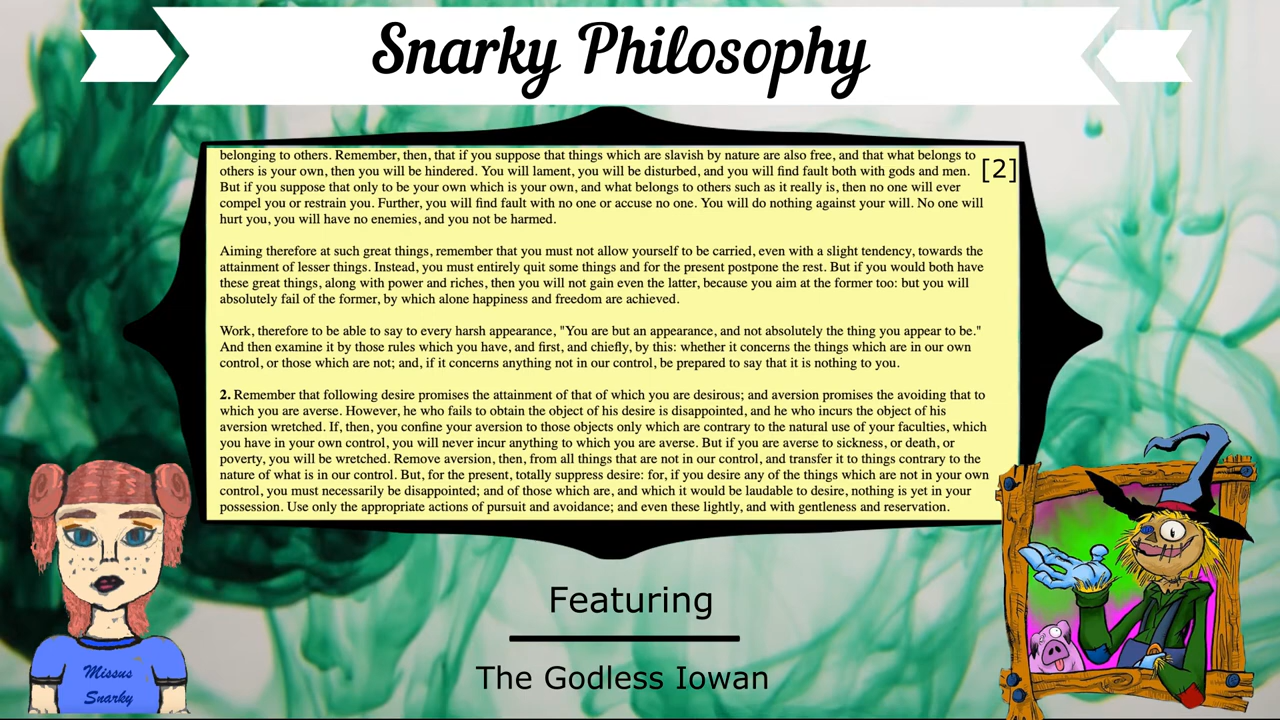 Snarky Philosophy
belonging to others. Remember, then, that if you suppose that things which are slavish by nature are also free, and that what belongs to
others is your own, then you will be hindered. You will lament, you will be disturbed, and you will find fault both with gods and men.
[2]
But if you suppose that only to be your own which is your own, and what belongs to others such as it really is, then no one will ever
compel you or restrain you. Further, you will find fault with no one or accuse no one. You will do nothing against your will. No one will
hurt you, you will have no enemies, and you not be harmed.
Aiming therefore at such great things, remember that you must not allow yourself to be carried, even with a slight tendency, towards the
attainment of lesser things. Instead, you must entirely quit some things and for the present postpone the rest. But if you would both have
these great things, along with power and riches, then you will not gain even the latter, because you aim at the former too: but you will
absolutely fail of the former, by which alone happiness and freedom are achieved.
Work, therefore to be able to say to every harsh appearance, "You are but an appearance, and not absolutely the thing you appear to be."
And then examine it by those rules which you have, and first, and chiefly, by this: whether it concerns the things which are in our own
control, or those which are not; and, if it concerns anything not in our control, be prepared to say that it is nothing to you.
2. Remember that following desire promises the attainment of that of which you are desirous; and aversion promises the avoiding that to
which you are averse. However, he who fails to obtain the object of his desire is disappointed, and he who incurs the object of his
aversion wretched. If, then, you confine your aversion to those objects only which are contrary to the natural use of your faculties, which
you have in your own control, you will never incur anything to which you are averse. But if you are averse to sickness, or death, or
poverty, you will be wretched. Remove aversion, then, from all things that are not in our control, and transfer it to things contrary to the
nature of what is in our control. But, for the present, totally suppress desire: for, if you desire any of the things which are not in your own
control, you must necessarily be disappointed; and of those which are, and which it would be laudable to desire, nothing is yet in your
possession. Use only the appropriate actions of pursuit and avoidance; and even these lightly, and with gentleness and reservation.
Featuring
The Godless Iowan
Missus
Snarky